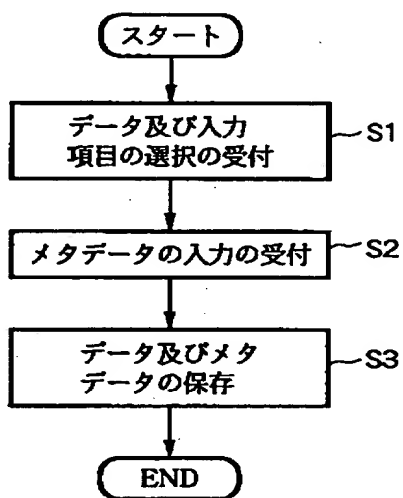 スタート
データ及び入力
項目の選択の受付
S1
メタデータの入力の受付
S2
データ及びメタ
データの保存
S3
END